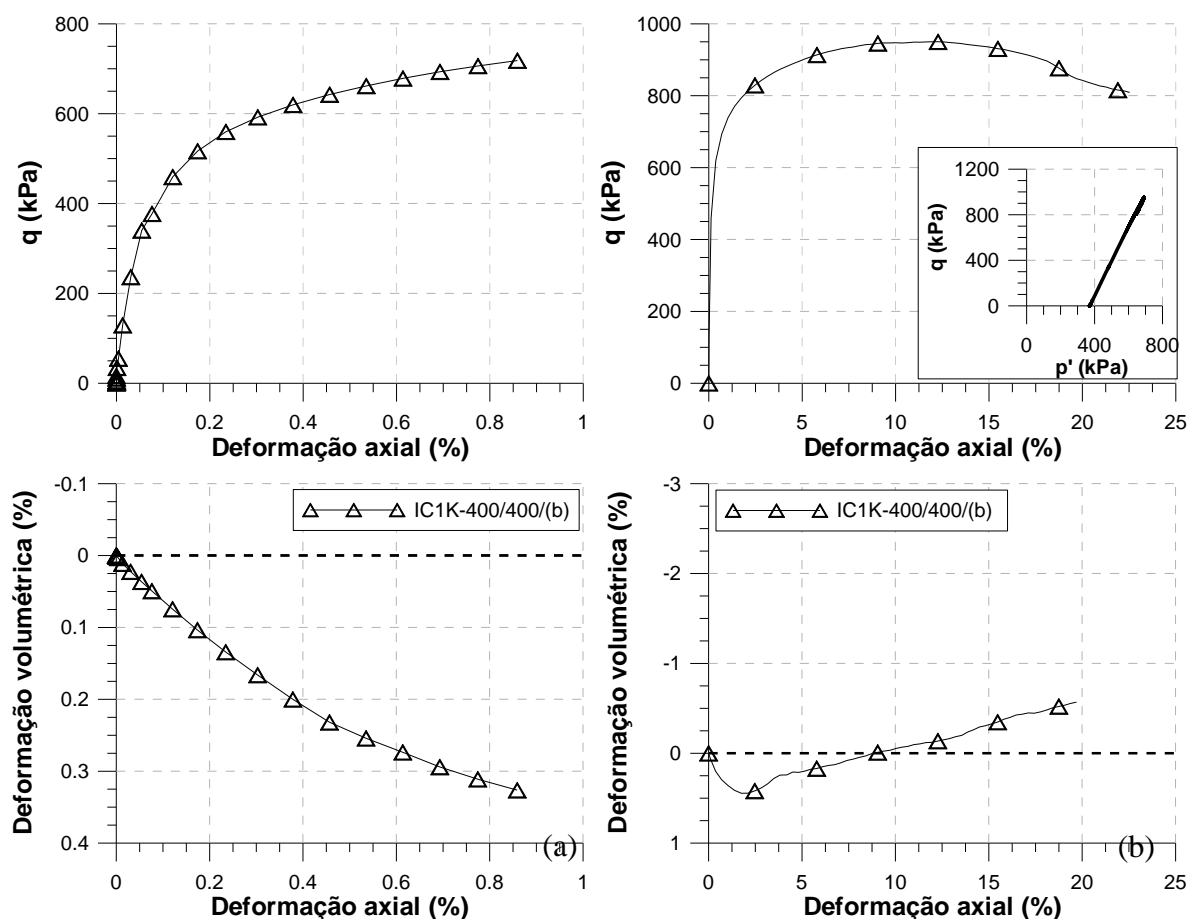 800
600
400
200
0
q (kPa)
0 0.2 0.4 0.6 0.8 1
Deformação axial (%)
1000
800
600
400
200
0
q (kPa)
0 5 10 15 20 25
Deformação axial (%)
1200
800
400
0
q (kPa)
0 400 800
p' (kPa)
-0.1
0
0.1
0.2
0.3
0.4
Deformação volumétrica (%)
IC1K-400/400/(b)
(a)
0 0.2 0.4 0.6 0.8 1
Deformação axial (%)
-3
-2
-1
0
1
Deformação volumétrica (%)
IC1K-400/400/(b)
(b)
0 5 10 15 20 25
Deformação axial (%)